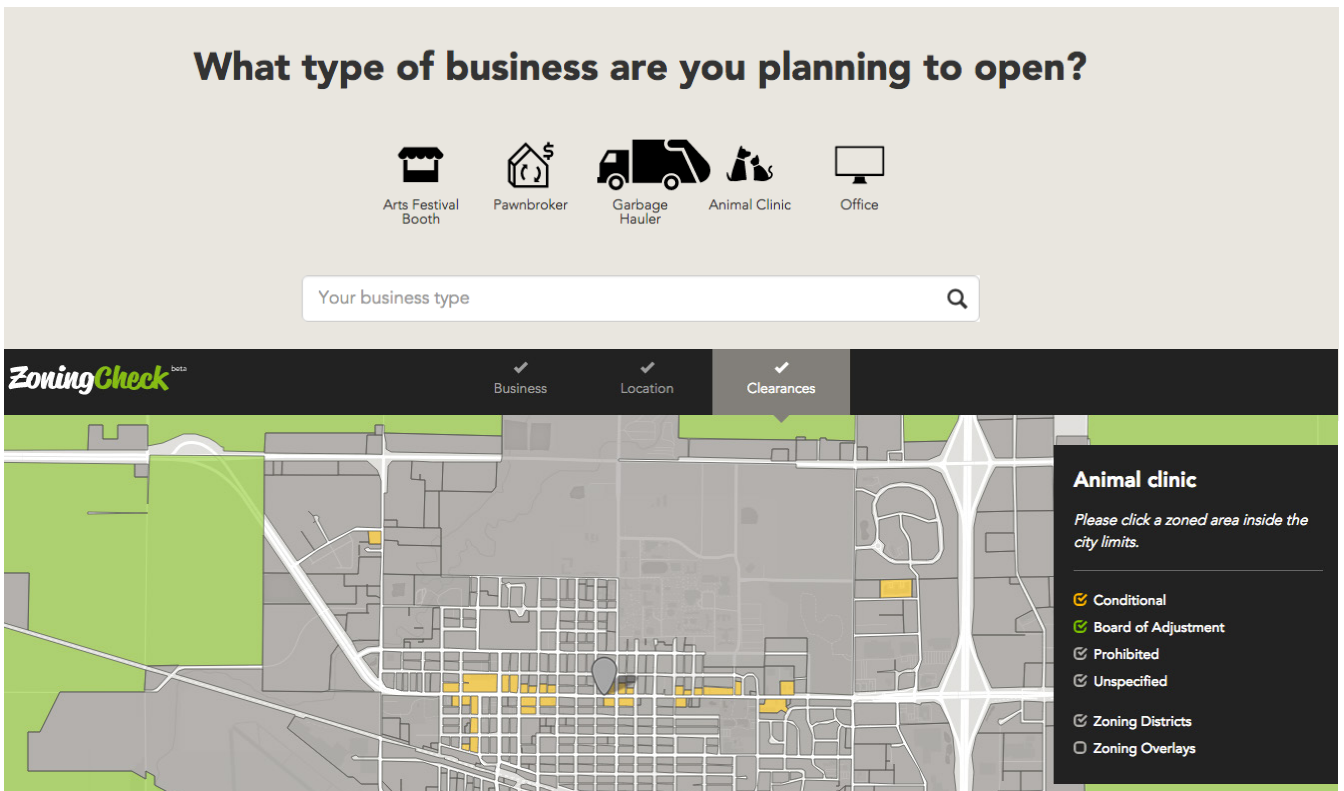 What type of business are you planning to open?
Arts Festival
Booth
Pawnbroker
Garbage
Hauler
Animal Clinic
Office
Your business type
ZoningCheck beta
Business
Location
Clearances
Animal clinic
Please click a zoned area inside the
city limits.
Conditional
Board of Adjustment
Prohibited
Unspecified
Zoning Districts
Zoning Overlays